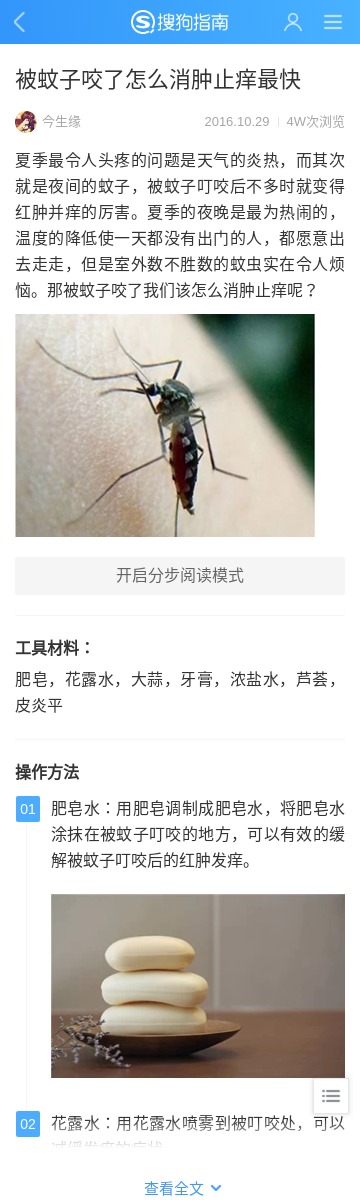 搜狗指南
被蚊子咬了怎么消肿止痒最快
今生缘 2016.10.29 4W次浏览
夏季最令人头疼的问题是天气的炎热，而其次
就是夜间的蚊子，被蚊子叮咬后不多时就变得
红肿并痒的厉害。夏季的夜晚是最为热闹的，
温度的降低使一天都没有出门的人，都愿意出
去走走，但是室外数不胜数的蚊虫实在令人烦
恼。那被蚊子咬了我们该怎么消肿止痒呢？
开启分步阅读模式
工具材料：
肥皂，花露水，大蒜，牙膏，浓盐水，芦荟，
皮炎平
操作方法
01 肥皂水：用肥皂调制成肥皂水，将肥皂水
涂抹在被蚊子叮咬的地方，可以有效的缓
解被蚊子叮咬后的红肿发痒。
02 花露水：用花露水喷雾到被叮咬处，可以
查看全文